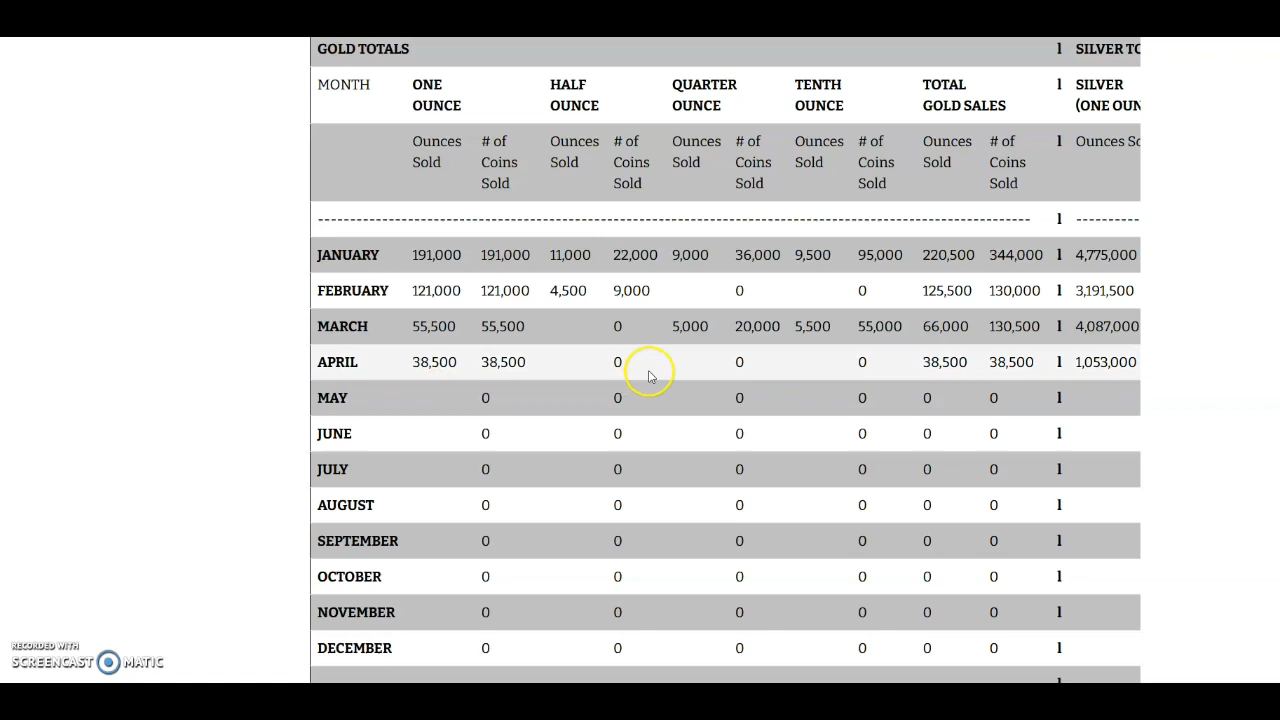 GOLD TOTALS l SILVER TO
MONTH ONE OUNCE HALF OUNCE QUARTER OUNCE TENTH OUNCE TOTAL GOLD SALES l SILVER (ONE OUN
Ounces Sold # of Coins Sold Ounces Sold # of Coins Sold Ounces Sold # of Coins Sold Ounces Sold # of Coins Sold Ounces Sold # of Coins Sold l Ounces So
-------------------------------------------------------------------------------------------------------------- l ----------
JANUARY 191,000 191,000 11,000 22,000 9,000 36,000 9,500 95,000 220,500 344,000 l 4,775,000
FEBRUARY 121,000 121,000 4,500 9,000 0 0 125,500 130,000 l 3,191,500
MARCH 55,500 55,500 0 5,000 20,000 5,500 55,000 66,000 130,500 l 4,087,000
APRIL 38,500 38,500 0 0 0 38,500 38,500 l 1,053,000
MAY 0 0 0 0 0 0 l
JUNE 0 0 0 0 0 0 l
JULY 0 0 0 0 0 0 l
AUGUST 0 0 0 0 0 0 l
SEPTEMBER 0 0 0 0 0 0 l
OCTOBER 0 0 0 0 0 0 l
NOVEMBER 0 0 0 0 0 0 l
DECEMBER 0 0 0 0 0 0 l
RECORDED WITH
SCREENCAST MATIC